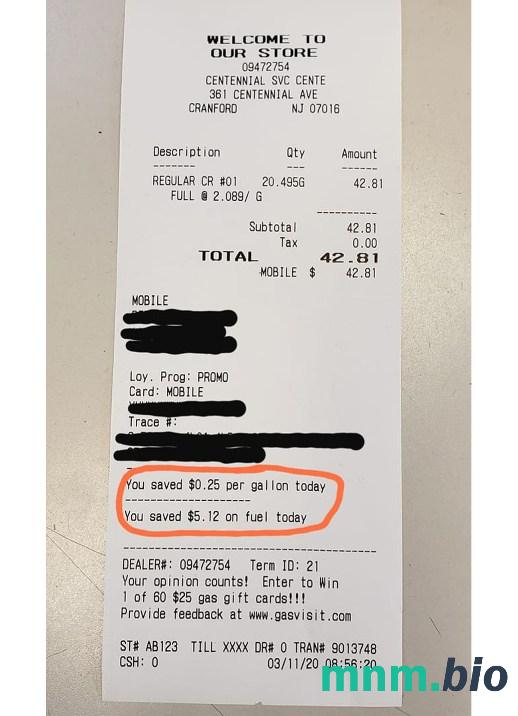 WELCOME TO
OUR STORE
09472754
CENTENNIAL SVC CENTE
361 CENTENNIAL AVE
CRANFORD NJ 07016
Description Qty Amount
REGULAR CR #01 20.495G 42.81
FULL @ 2.089/ G
Subtotal 42.81
Tax 0.00
TOTAL 42.81
MOBILE $ 42.81
MOBILE
Loy. Prog: PROMO
Card: MOBILE
Trace #:
You saved $0.25 per gallon today
You saved $5.12 on fuel today
DEALER#: 09472754 Term ID: 21
Your opinion counts! Enter to Win
1 of 60 $25 gas gift cards!!!
Provide feedback at www.gasvisit.com
ST# AB123 TILL XXXX DR# 0 TRAN# 9013748
CSH: 0 03/11/20 08:56:20
mnm.bio